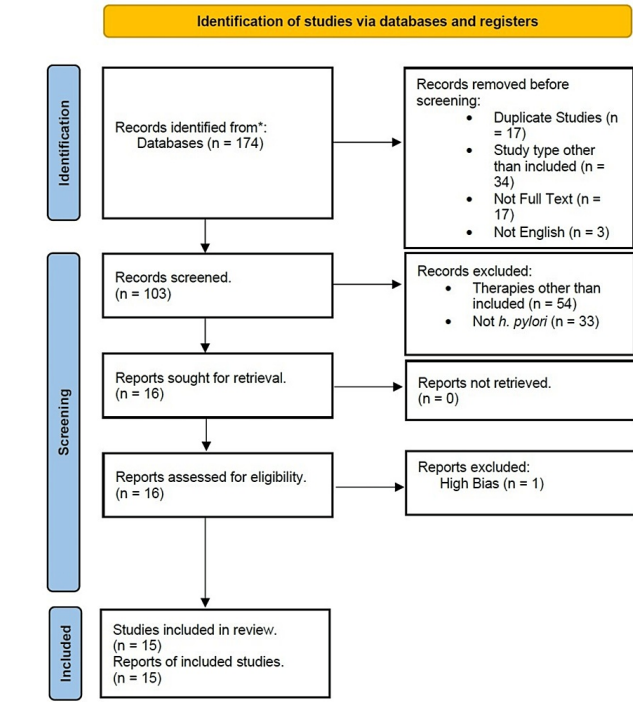 Identification of studies via databases and registers
Identification
Records identified from*:
Databases (n = 174)
Records removed before
screening:
• Duplicate Studies (n
= 17)
• Study type other
than included (n =
34)
• Not Full Text (n =
17)
• Not English (n = 3)
Screening
Records screened.
(n = 103)
Records excluded:
• Therapies other than
included (n = 54)
• Not h. pylori (n = 33)
Reports sought for retrieval.
(n = 16)
Reports not retrieved.
(n = 0)
Reports assessed for eligibility.
(n = 16)
Reports excluded:
High Bias (n = 1)
Included
Studies included in review.
(n = 15)
Reports of included studies.
(n = 15)